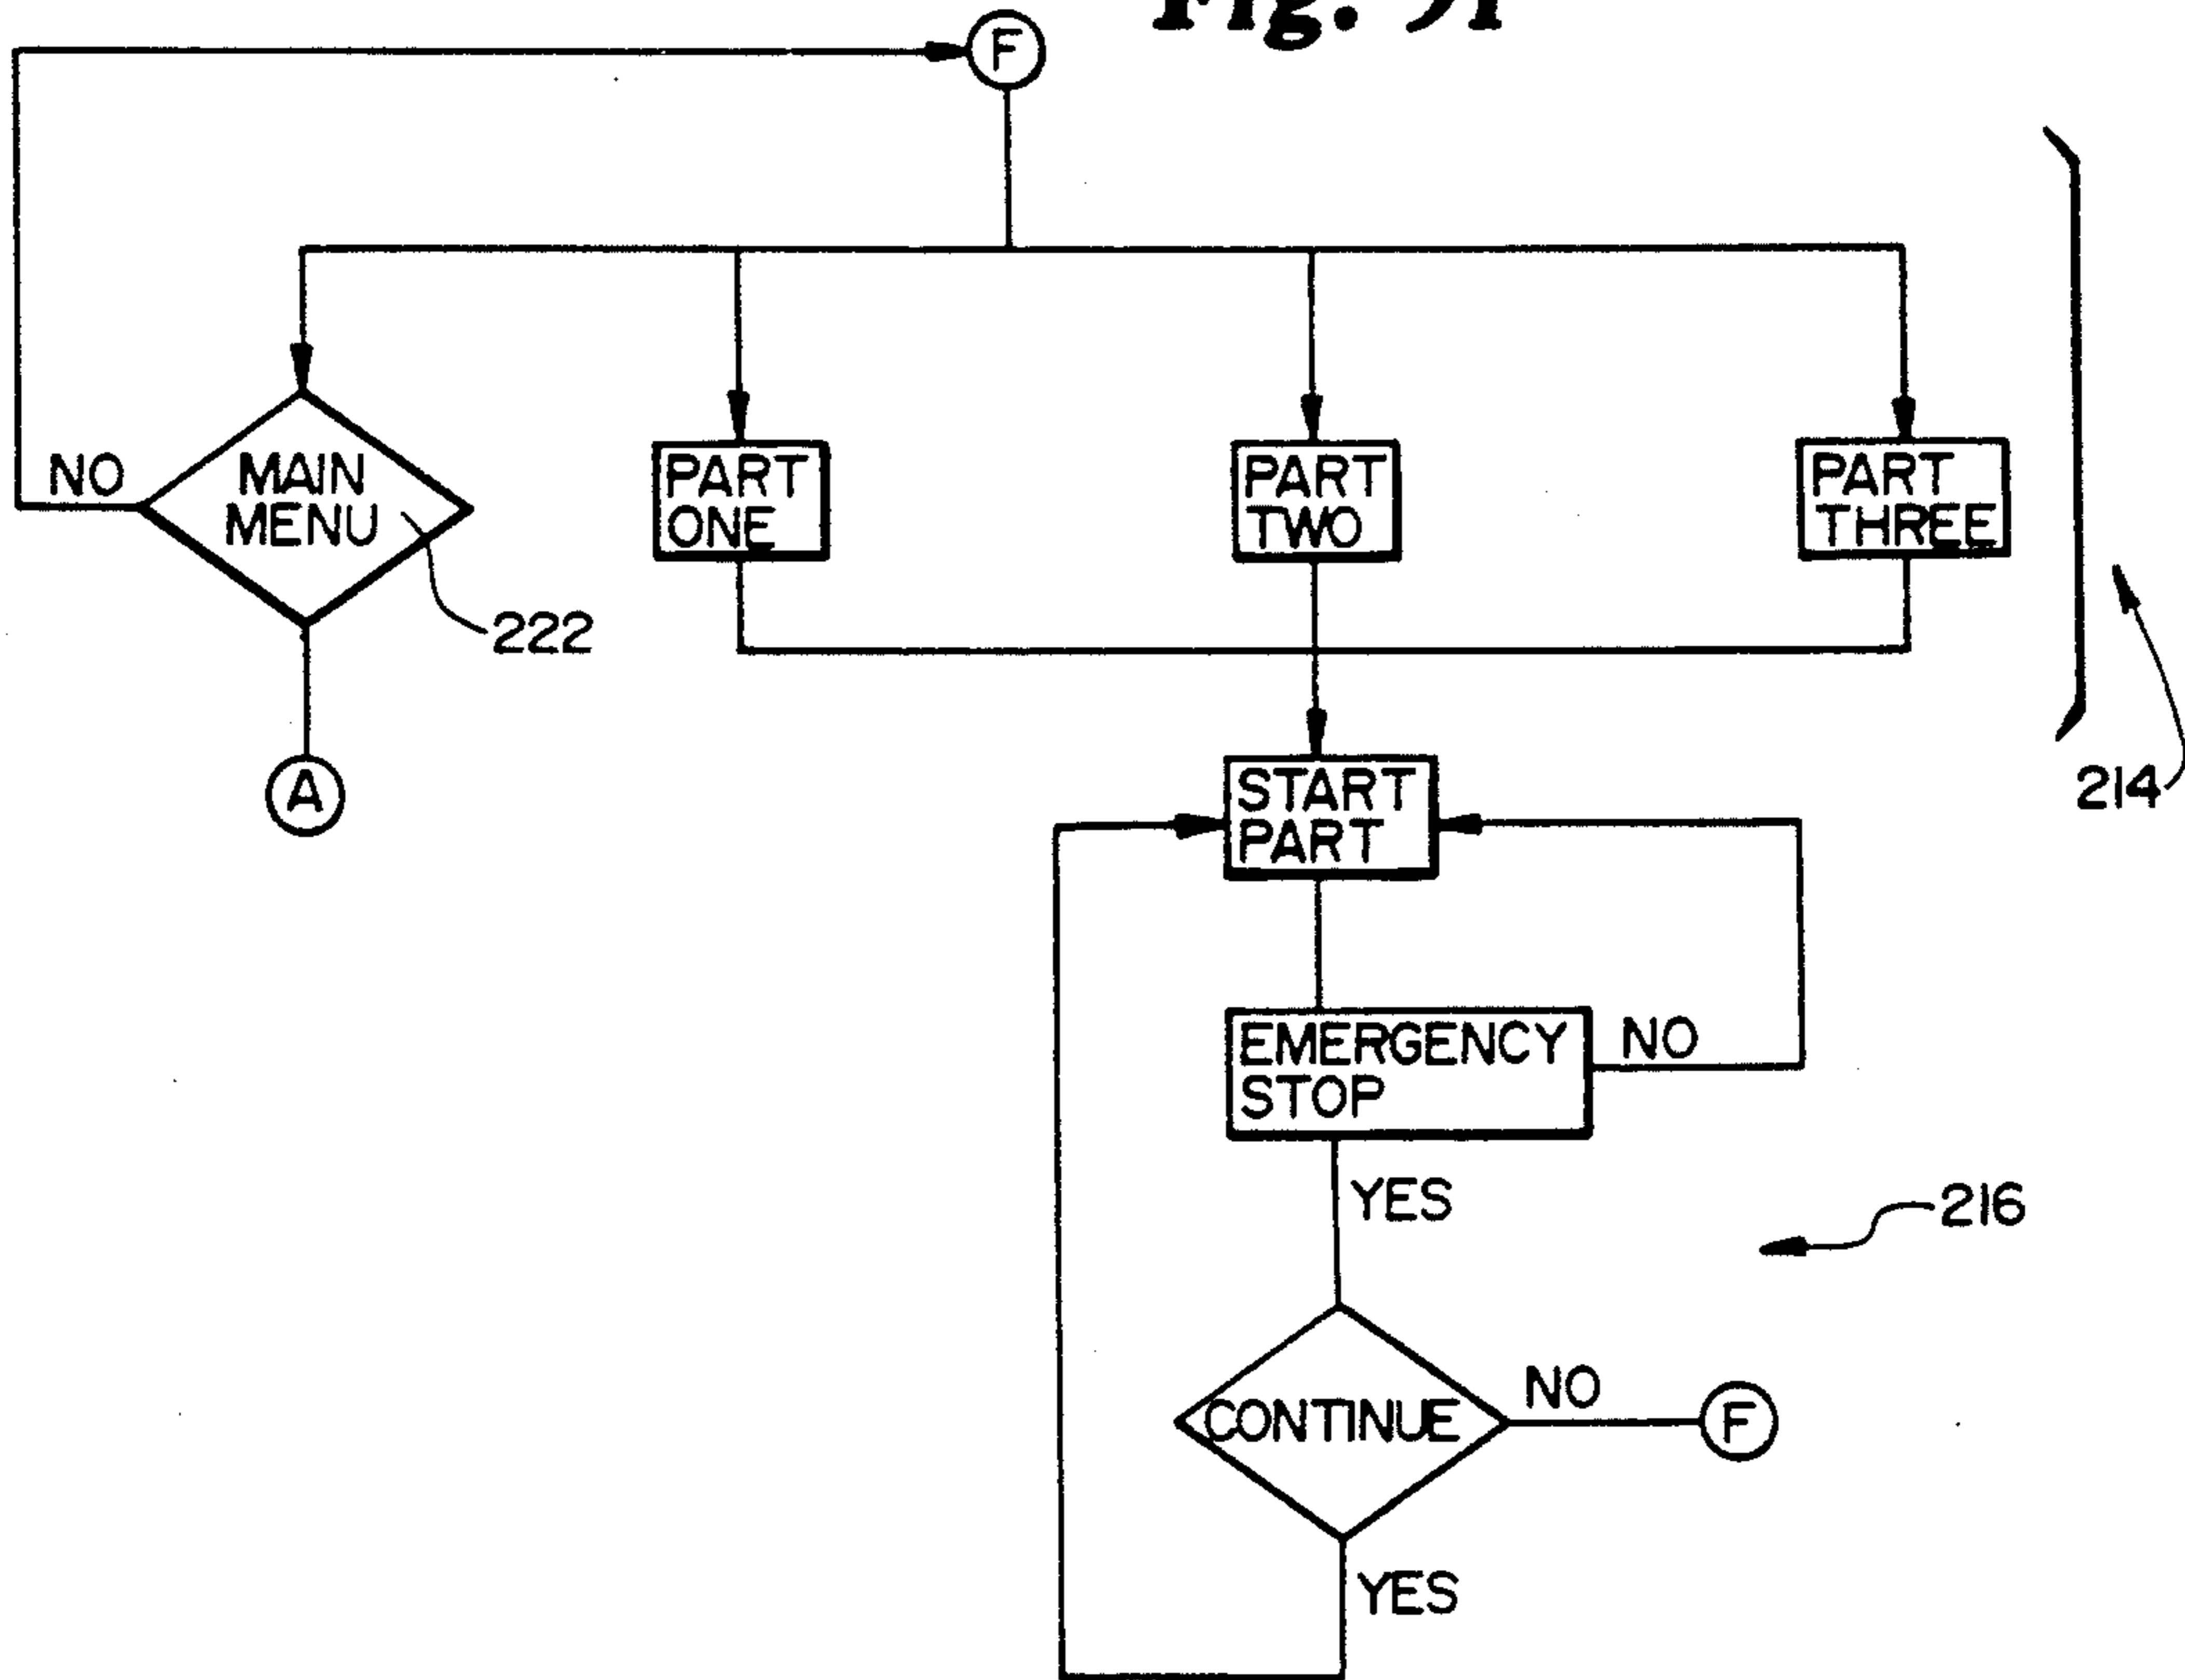 F
NO
MAIN
MENU
PART
ONE
PART
TWO
PART
THREE
222
A
START
PART
214
EMERGENCY
STOP
NO
YES
216
CONTINUE
NO
F
YES